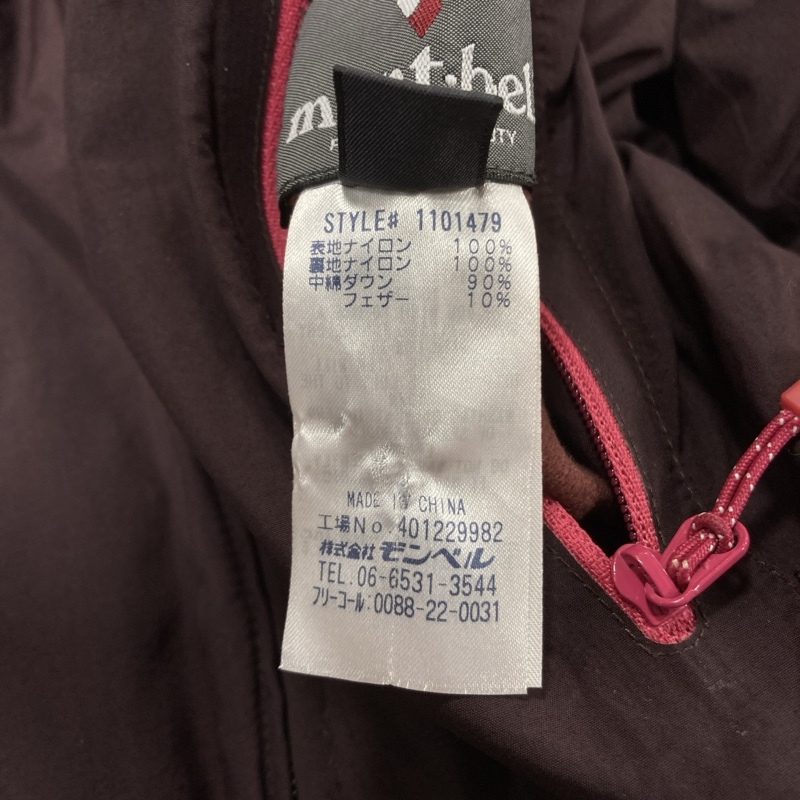 STYLE# 1101479
表地ナイロン 100%
裏地ナイロン 100%
中綿ダウン 90%
フェザー 10%
MADE IN CHINA
工場No.401229982
株式会社 モンベル
TEL.06-6531-3544
フリーコール:0088-22-0031